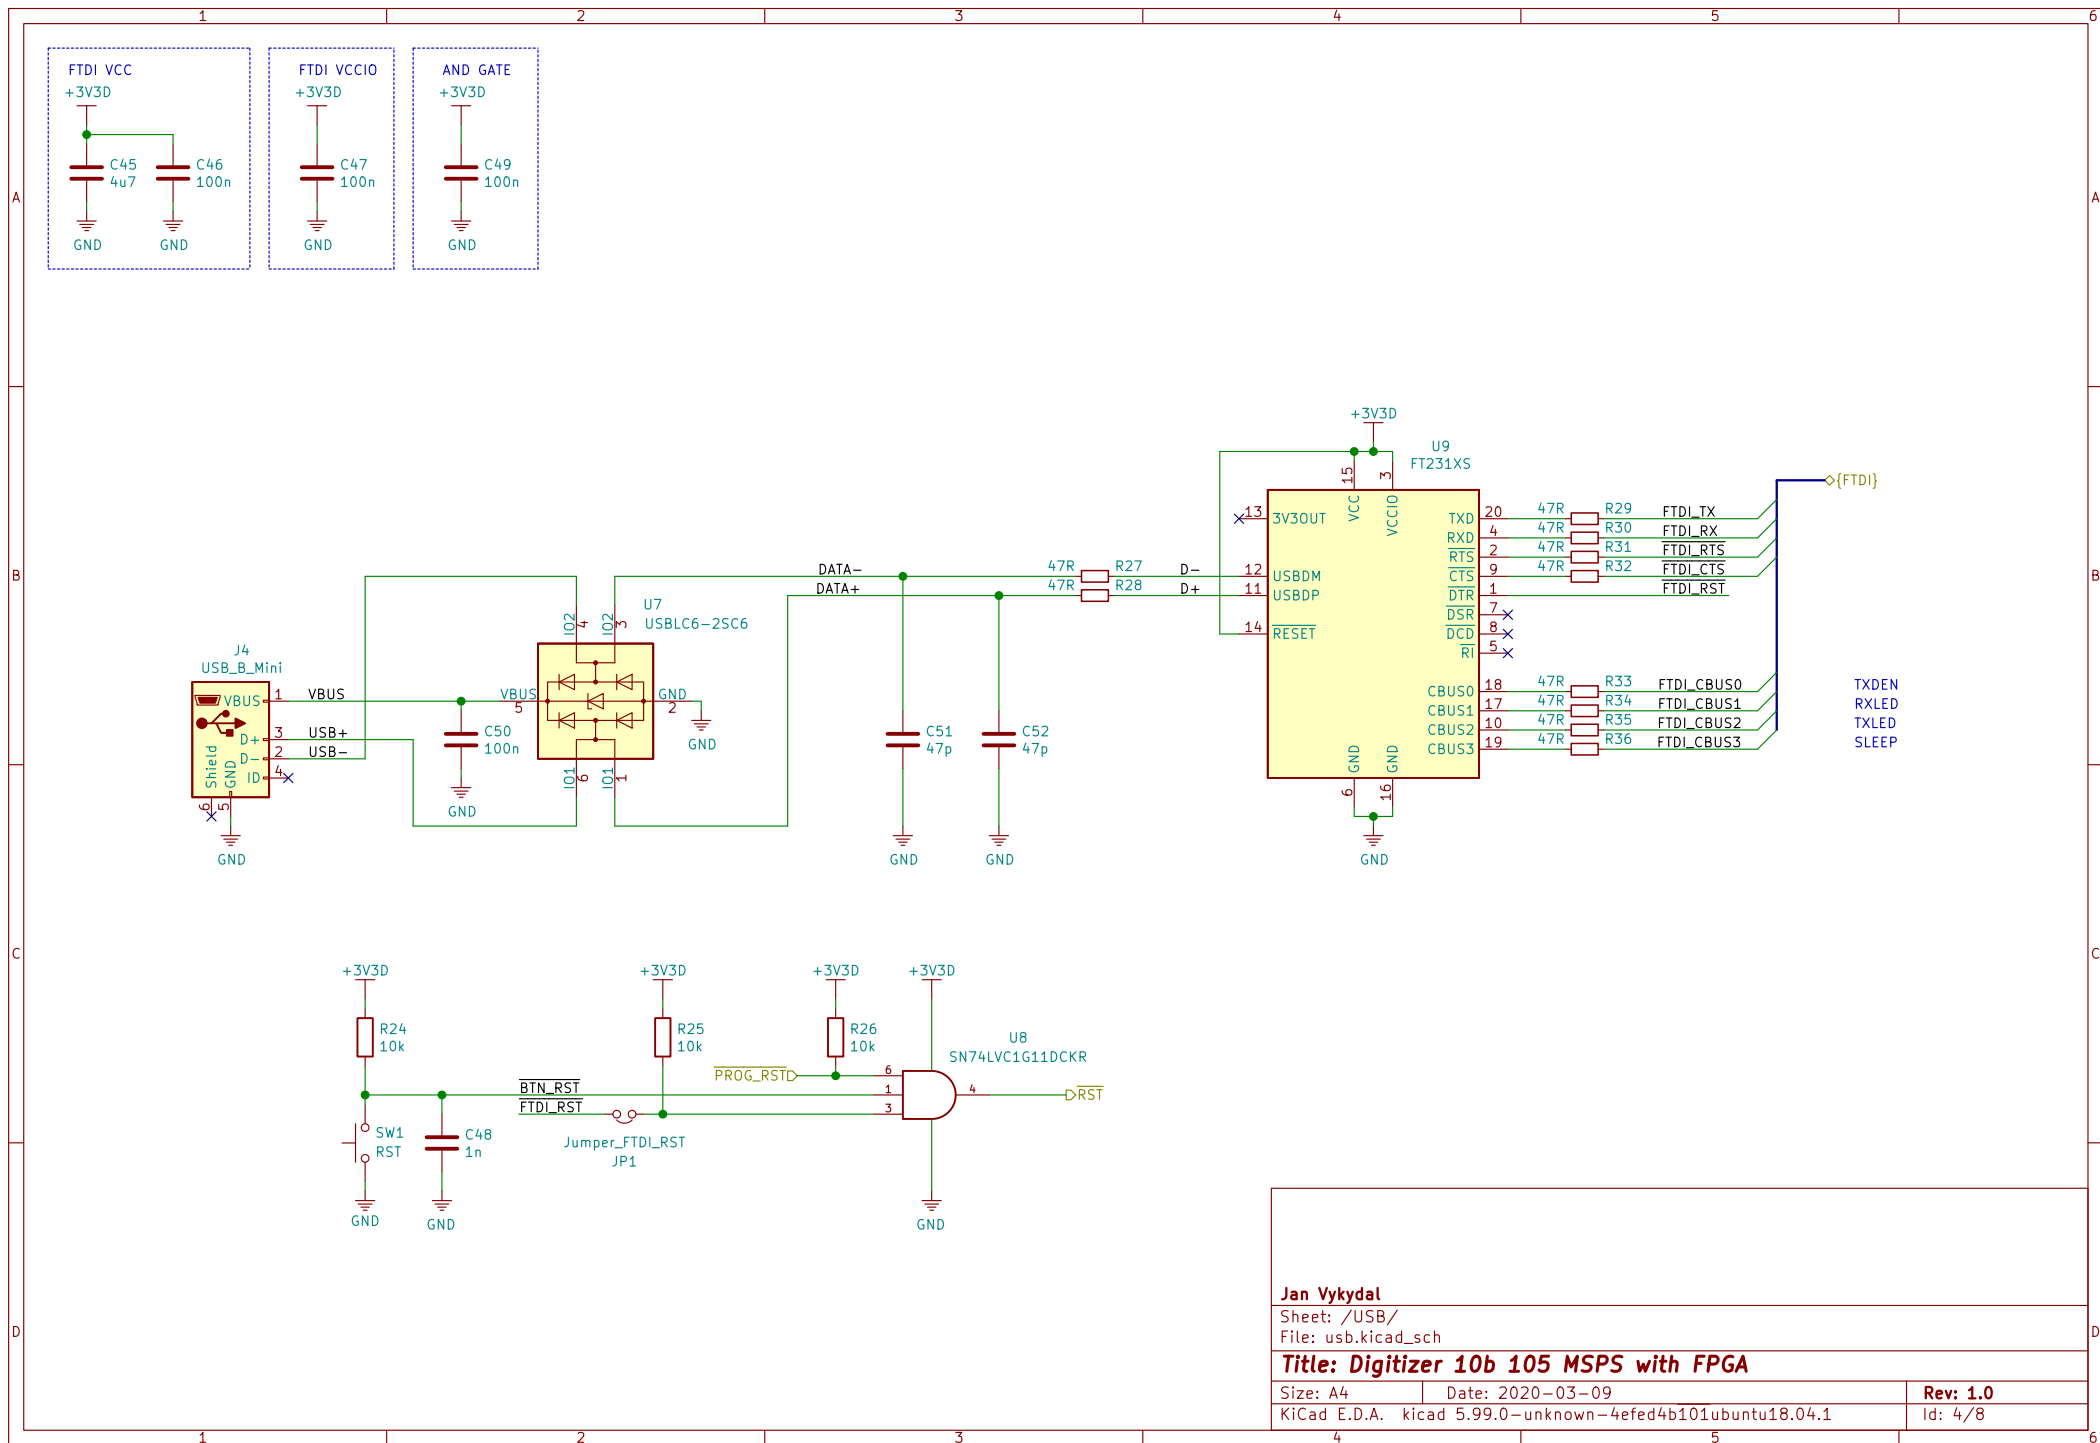 1 2 3 4 5 6
A A
B B
C C
D D
FTDI VCC
+3V3D
C45
4u7
C46
100n
GND
GND
FTDI VCCIO
+3V3D
C47
100n
GND
AND GATE
+3V3D
C49
100n
GND
J4
USB_B_Mini
VBUS 1 VBUS
D+ 3 USB+
D- 2 USB-
ID 4
Shield 6
GND 5
GND
C50
100n
GND
U7
USBLC6-2SC6
IO2 4
IO2 3
VBUS 5
GND 2
GND
IO1 6
IO1 1
DATA-
DATA+
C51
47p
GND
C52
47p
GND
47R R27 D-
47R R28 D+
+3V3D
U9
FT231XS
15 VCC
3 VCCIO
13 3V3OUT
12 USBDM
11 USBDP
14 RESET
GND 6
GND 16
GND
TXD 20 47R R29 FTDI_TX
RXD 4 47R R30 FTDI_RX
RTS 2 47R R31 FTDI_RTS
CTS 9 47R R32 FTDI_CTS
DTR 1 FTDI_RST
DSR 7
DCD 8
RI 5
CBUS0 18 47R R33 FTDI_CBUS0 TXDEN
CBUS1 17 47R R34 FTDI_CBUS1 RXLED
CBUS2 10 47R R35 FTDI_CBUS2 TXLED
CBUS3 19 47R R36 FTDI_CBUS3 SLEEP
{FTDI}
+3V3D
R24
10k
SW1
RST
GND
C48
1n
GND
BTN_RST
FTDI_RST
Jumper_FTDI_RST
JP1
+3V3D
R25
10k
+3V3D
R26
10k
PROG_RST
+3V3D
U8
SN74LVC1G11DCKR
6
1
3
4
RST
GND
Jan Vykydal
Sheet: /USB/
File: usb.kicad_sch
Title: Digitizer 10b 105 MSPS with FPGA
Size: A4 Date: 2020-03-09 Rev: 1.0
KiCad E.D.A. kicad 5.99.0-unknown-4efed4b101ubuntu18.04.1 Id: 4/8
1 2 3 4 5 6